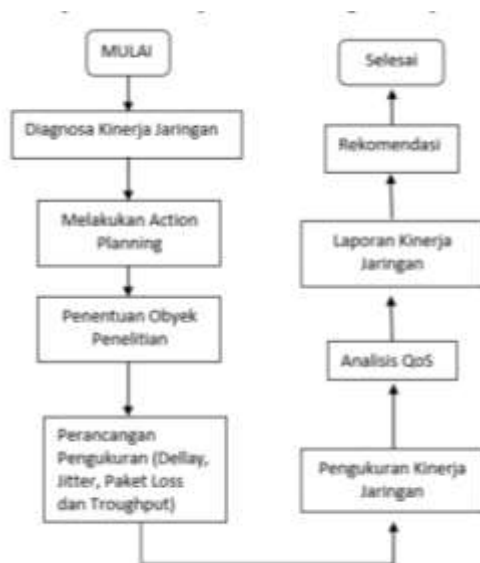 MULAI
Diagnosa Kinerja Jaringan
Melakukan Action
Planning
Penentuan Obyek
Penelitian
Perancangan
Pengukuran (Dellay,
Jitter, Paket Loss
dan Troughput)
Pengukuran Kinerja
Jaringan
Analisis QoS
Laporan Kinerja
Jaringan
Rekomendasi
Selesai